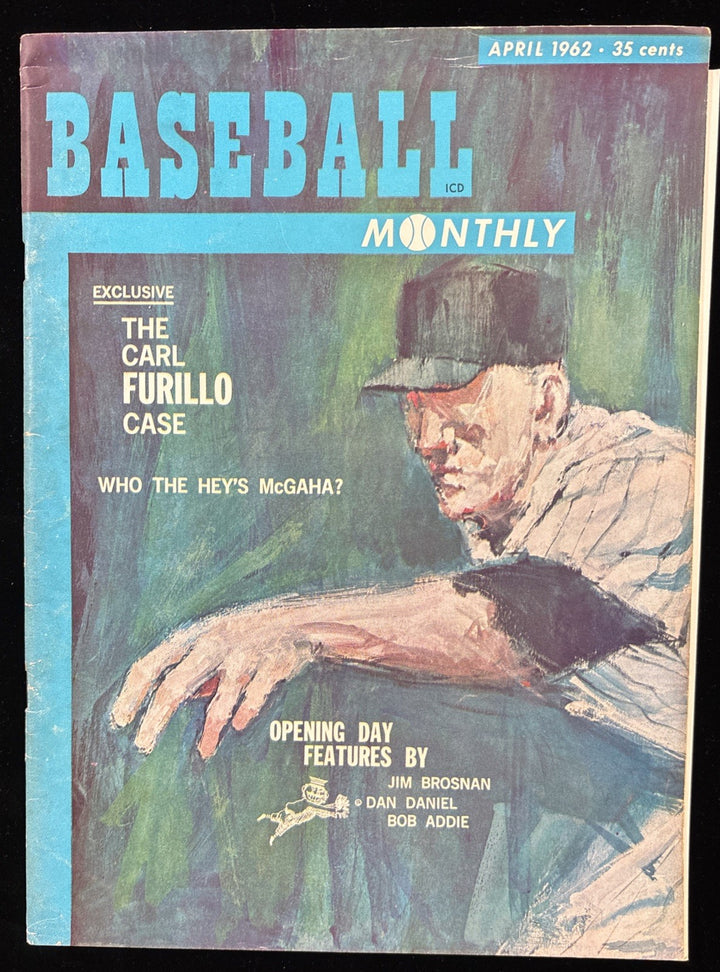 APRIL 1962 · 35 cents
BASEBALL
ICD
MONTHLY
EXCLUSIVE
THE
CARL
FURILLO
CASE
WHO THE HEY'S McGAHA?
OPENING DAY
FEATURES BY
JIM BROSNAN
DAN DANIEL
BOB ADDIE